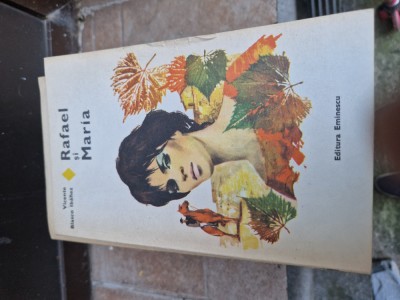 Vicente
Blasco Ibáñez
Rafael
și
Maria
Editura Eminescu